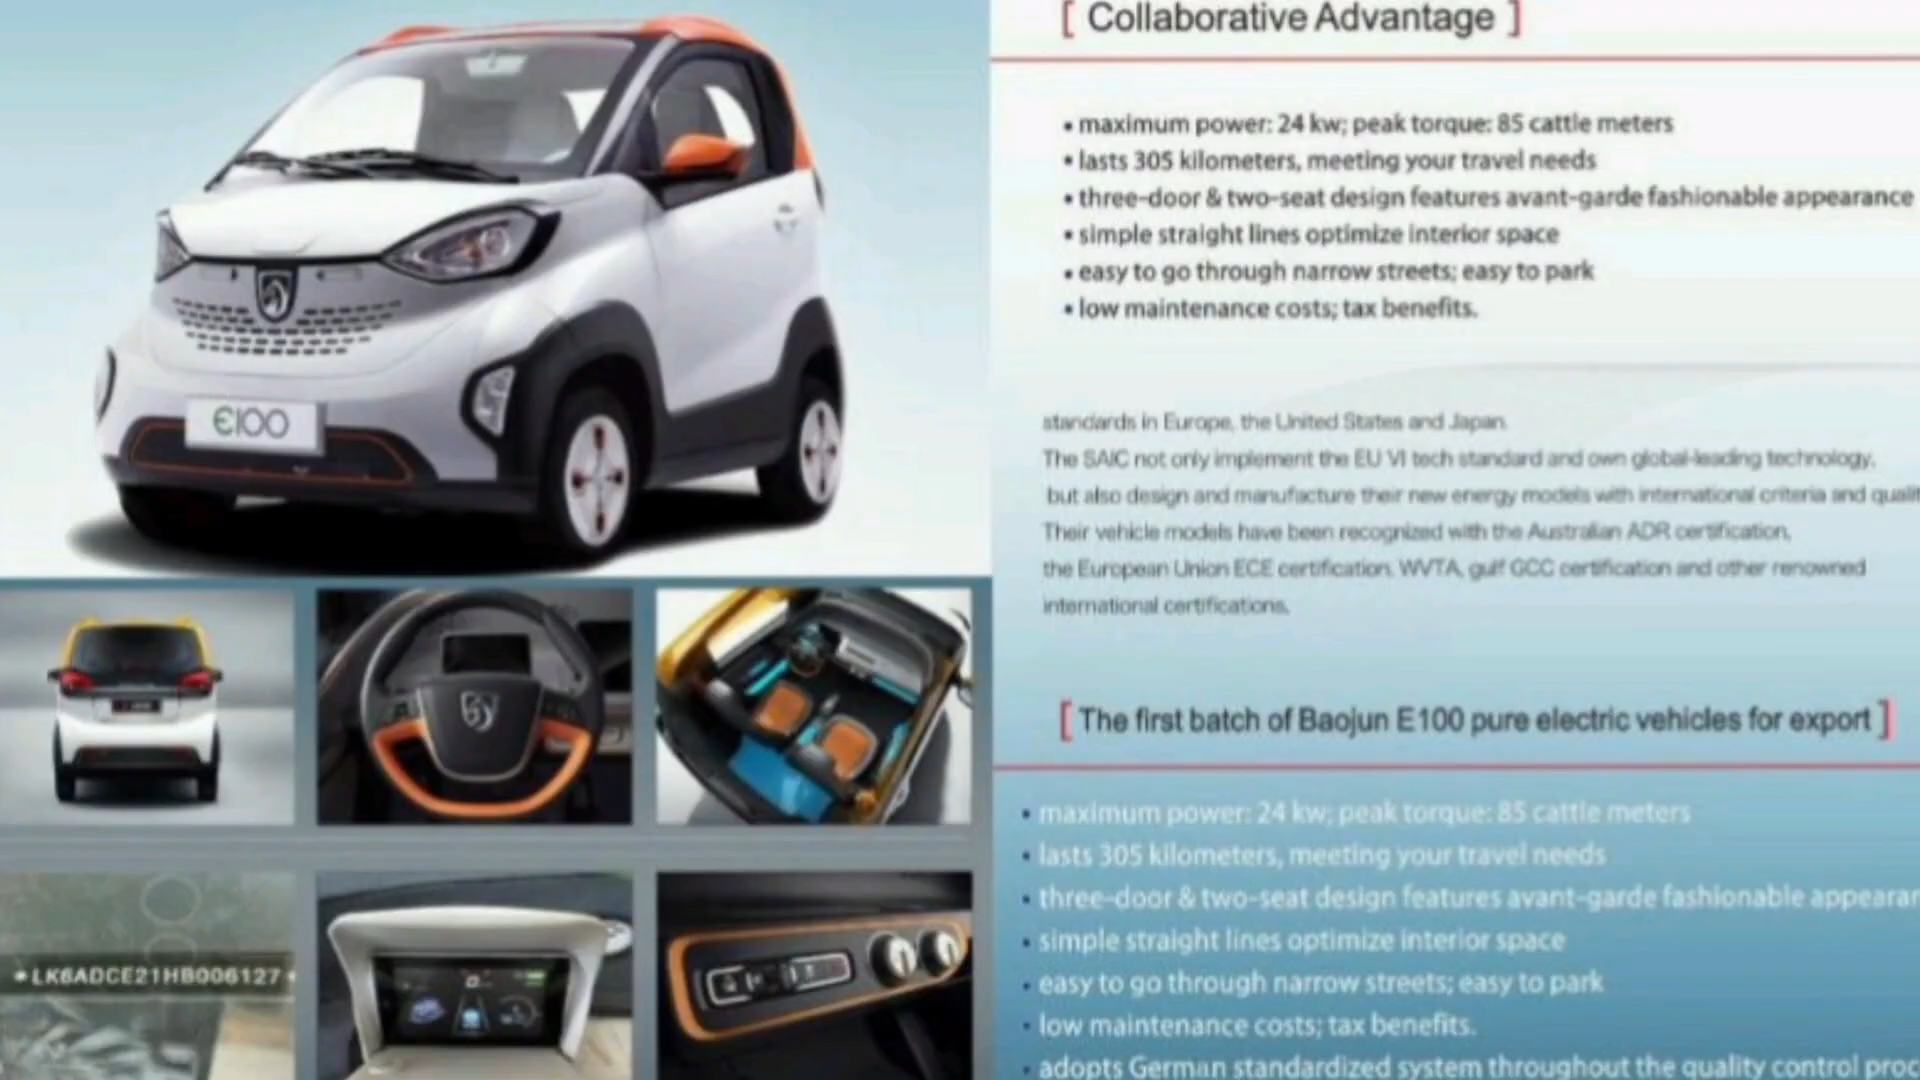 [ Collaborative Advantage ]
• maximum power: 24 kw; peak torque: 85 cattle meters
• lasts 305 kilometers, meeting your travel needs
• three-door & two-seat design features avant-garde fashionable appearance
• simple straight lines optimize interior space
• easy to go through narrow streets; easy to park
• low maintenance costs; tax benefits.
standards in Europe, the United States and Japan.
The SAIC not only implement the EU VI tech standard and own global-leading technology,
but also design and manufacture their new energy models with international criteria and qualit
Their vehicle models have been recognized with the Australian ADR certification,
the European Union ECE certification, WVTA, gulf GCC certification and other renowned
international certifications.
[ The first batch of Baojun E100 pure electric vehicles for export ]
• maximum power: 24 kw; peak torque: 85 cattle meters
• lasts 305 kilometers, meeting your travel needs
• three-door & two-seat design features avant-garde fashionable appearan
• simple straight lines optimize interior space
• easy to go through narrow streets; easy to park
• low maintenance costs; tax benefits.
• adopts German standardized system throughout the quality control proc
E100
*LK6ADCE21HB006127*